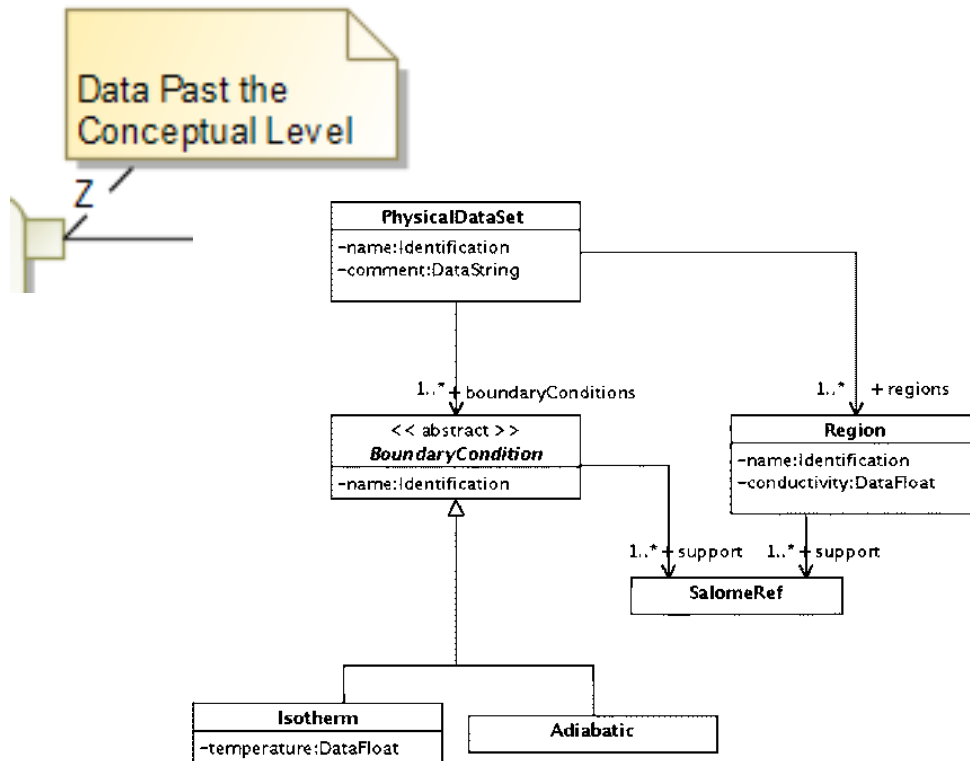 Data Past the
Conceptual Level
Z
PhysicalDataSet
-name:Identification
-comment:DataString
1..* + boundaryConditions
1..* + regions
<< abstract >>
BoundaryCondition
-name:Identification
Region
-name:Identification
-conductivity:DataFloat
1..* + support
1..* + support
SalomeRef
Isotherm
-temperature:DataFloat
Adiabatic